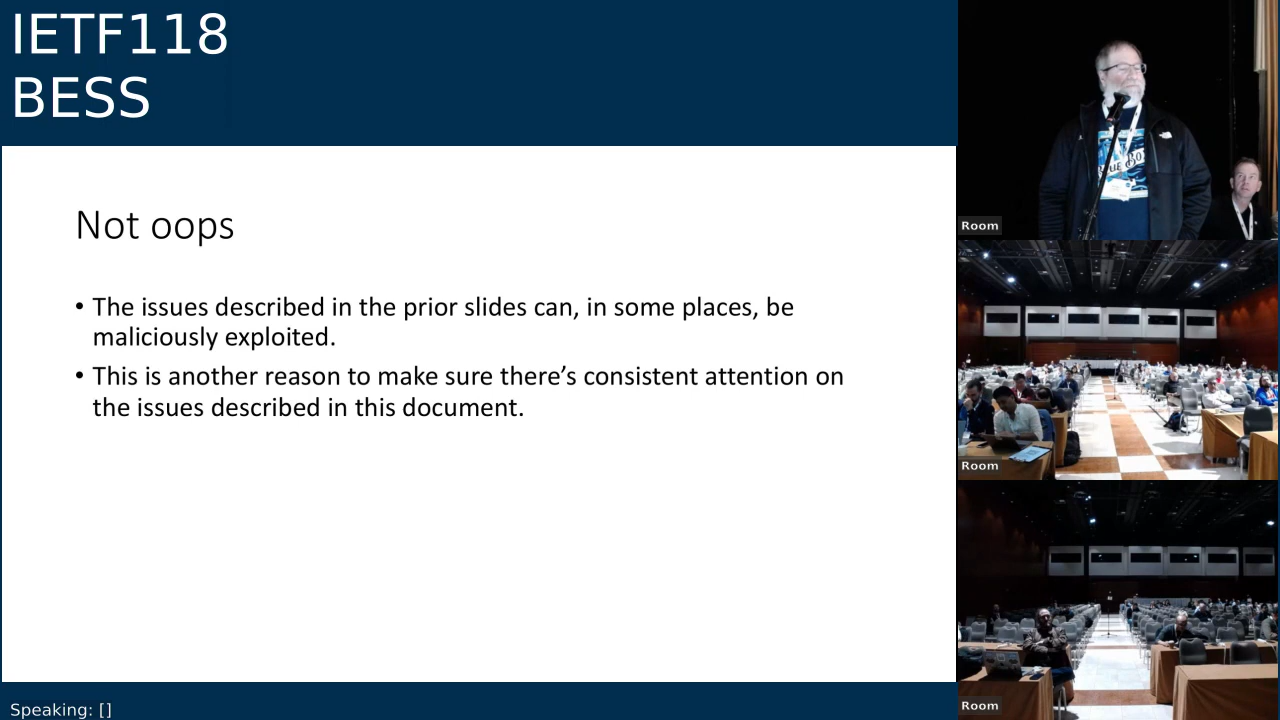 IETF118
BESS
Not oops
• The issues described in the prior slides can, in some places, be
maliciously exploited.
• This is another reason to make sure there’s consistent attention on
the issues described in this document.
Speaking: []
Room
Room
Room